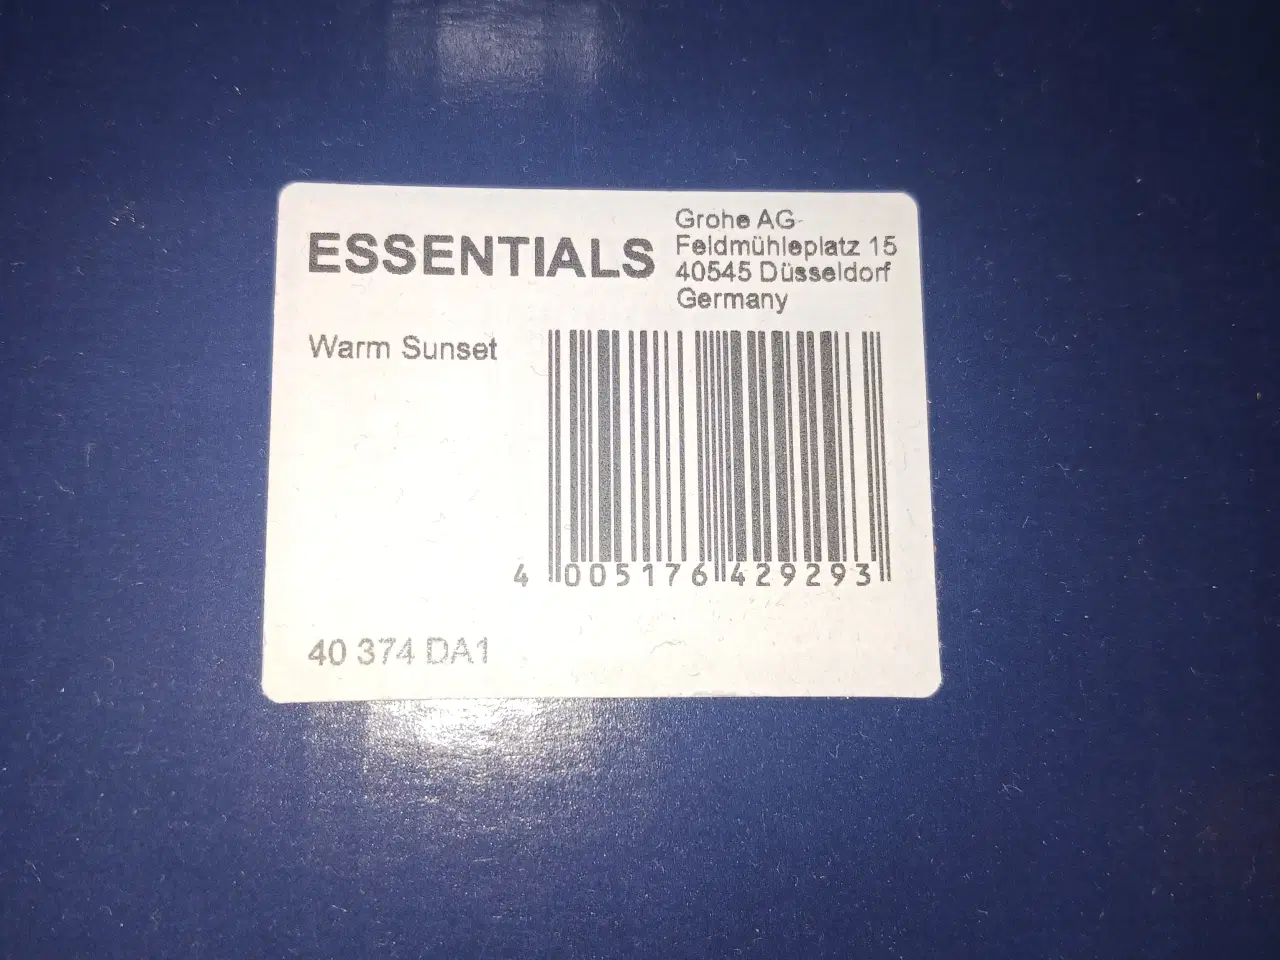 ESSENTIALS
Grohe AG
Feldmühleplatz 15
40545 Düsseldorf
Germany
Warm Sunset
4 005176 429293
40 374 DA1